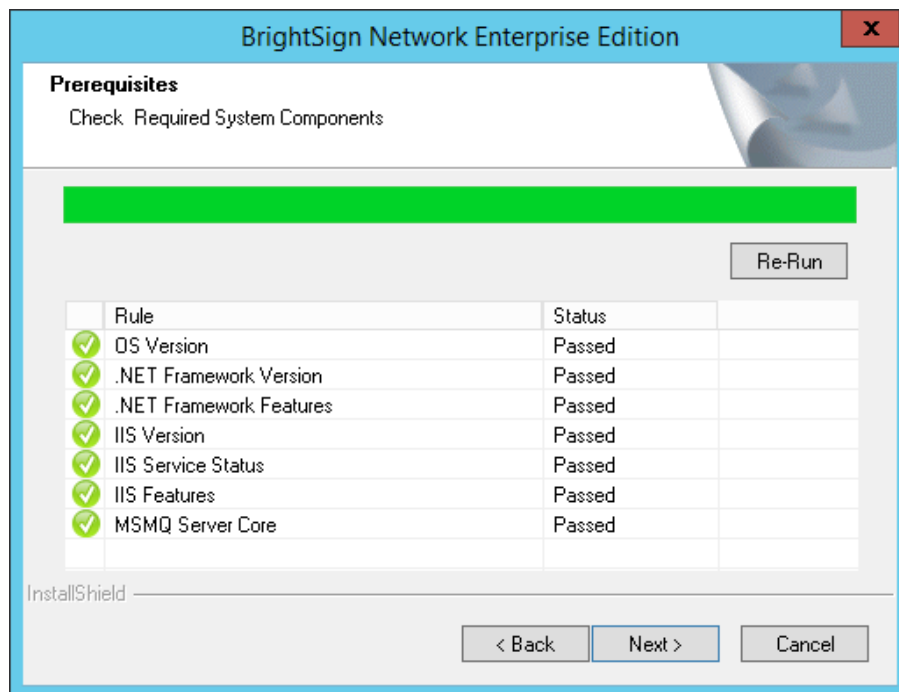 BrightSign Network Enterprise Edition
x
Prerequisites
Check Required System Components
Re-Run
Rule Status
OS Version Passed
.NET Framework Version Passed
.NET Framework Features Passed
IIS Version Passed
IIS Service Status Passed
IIS Features Passed
MSMQ Server Core Passed
InstallShield
< Back Next > Cancel